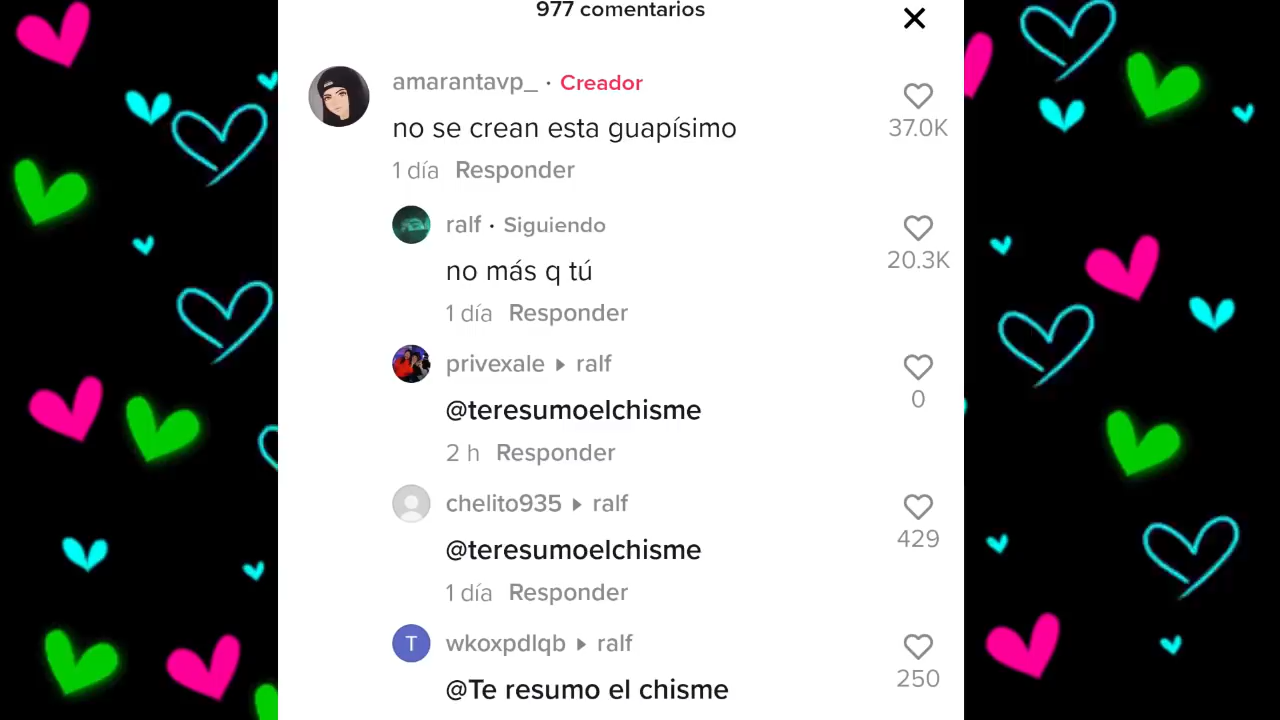 977 comentarios
amarantavp_ · Creador
no se crean esta guapísimo
37.0K
1 día Responder
ralf · Siguiendo
no más q tú
20.3K
1 día Responder
privexale ▸ ralf
@teresumoelchisme
0
2 h Responder
chelito935 ▸ ralf
@teresumoelchisme
429
1 día Responder
T
wkoxpdlqb ▸ ralf
@Te resumo el chisme
250